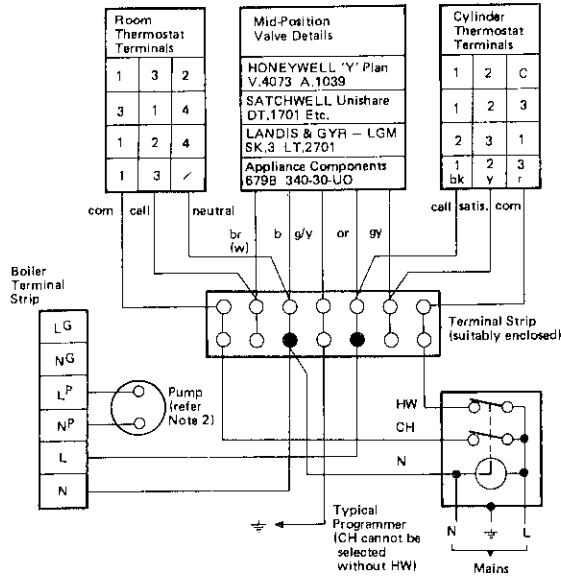 Room
Thermostat
Terminals
1 3 2
3 1 4
1 2 4
1 3 /
Mid-Position
Valve Details
HONEYWELL 'Y' Plan
V.4073 A.1039
SATCHWELL Unishare
DT.1701 Etc.
LANDIS & GYR – LGM
SK.3 LT.2701
Appliance Components
679B 340-30-UO
Cylinder
Thermostat
Terminals
1 2 C
1 2 3
2 3 1
1 2 3
bk y r
com call neutral
br
(w)
b g/y or gy
call satis. com
Boiler
Terminal
Strip
LG
NG
LP
NP
L
N
Pump
(refer
Note 2)
Terminal Strip
(suitably enclosed)
HW
CH
N
Typical
Programmer
(CH cannot be
selected
without HW)
N L
Mains